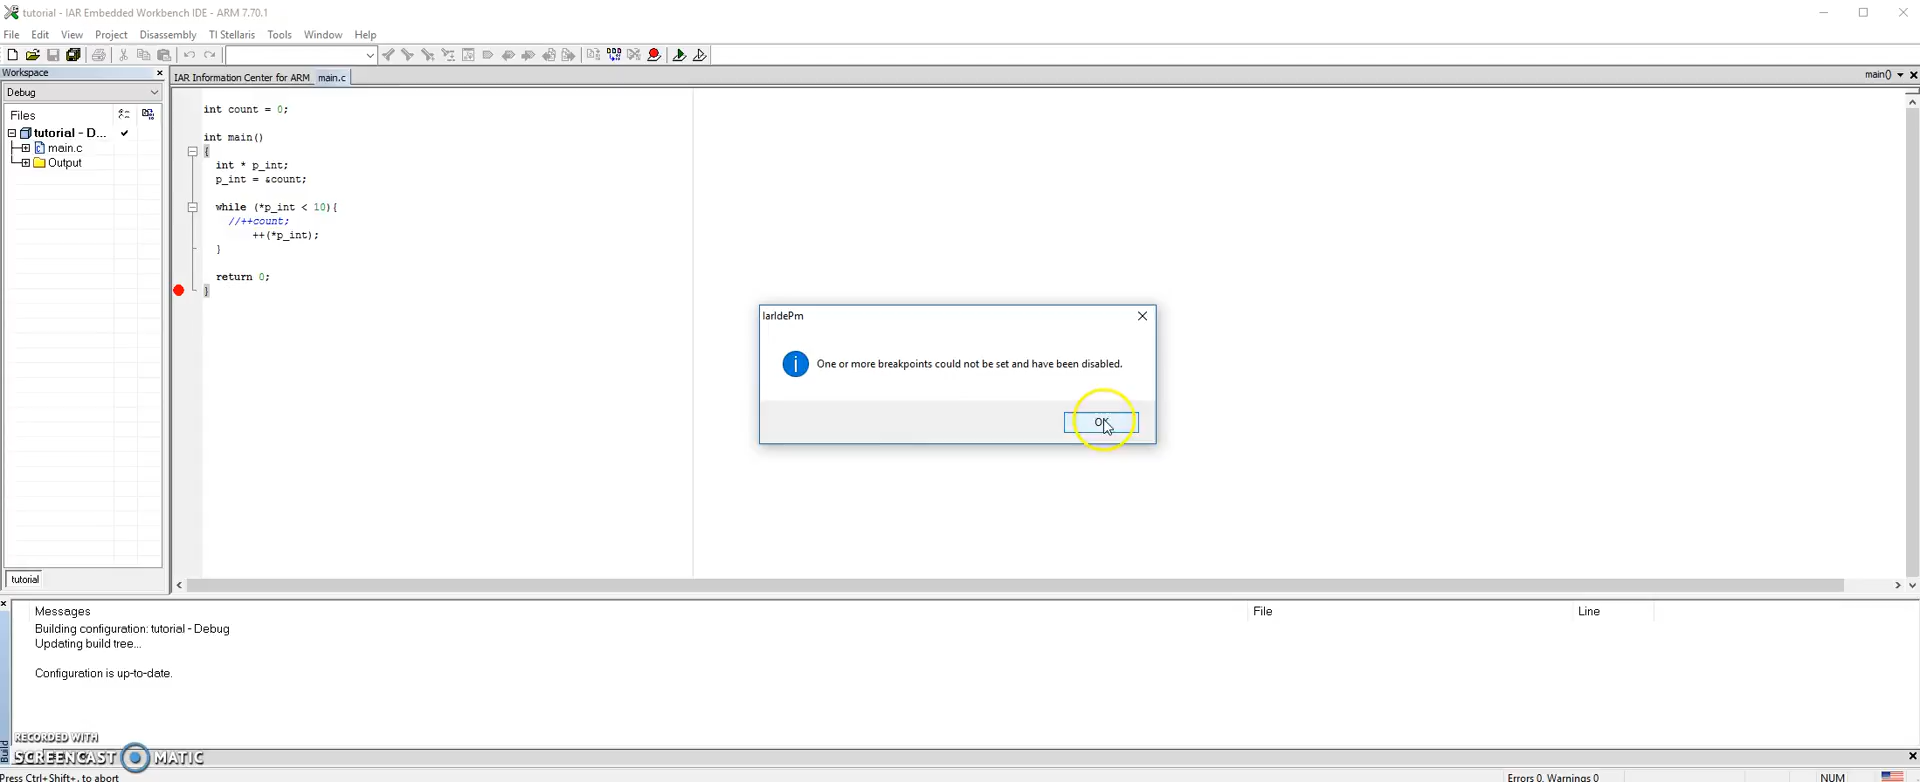 tutorial - IAR Embedded Workbench IDE - ARM 7.70.1
File Edit View Project Disassembly TI Stellaris Tools Window Help
Workspace
IAR Information Center for ARM main.c
main()
Debug
Files
tutorial - D...
main.c
Output
int count = 0;
int main()
{
int * p_int;
p_int = &count;
while (*p_int < 10){
//++count;
++(*p_int);
}
return 0;
}
IarIdePm
One or more breakpoints could not be set and have been disabled.
OK
tutorial
Messages File Line
Building configuration: tutorial - Debug
Updating build tree...
Configuration is up-to-date.
Build
RECORDED WITH
SCREENCAST MATIC
Press Ctrl+Shift+. to abort
Errors 0, Warnings 0
NUM